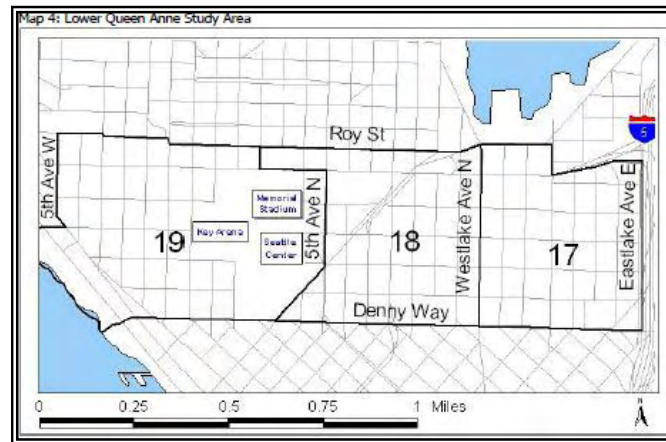 Map 4: Lower Queen Anne Study Area
Roy St
5
5th Ave W
Memorial
Stadium
Key Arena
Seattle
Center
5th Ave N
Westlake Ave N
Eastlake Ave E
19
18
17
Denny Way
0 0.25 0.5 0.75 1 Miles
N